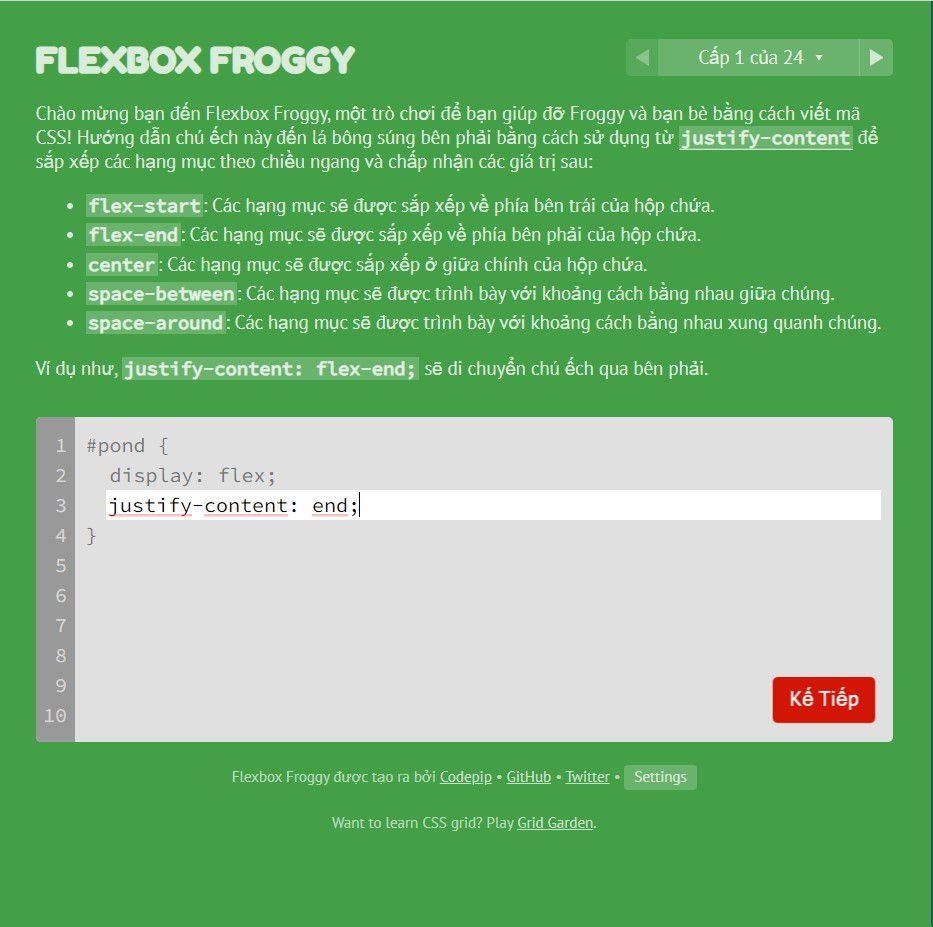 FLEXBOX FROGGY
◀ Cấp 1 của 24 ▾ ▶
Chào mừng bạn đến Flexbox Froggy, một trò chơi để bạn giúp đỡ Froggy và bạn bè bằng cách viết mã
CSS! Hướng dẫn chú ếch này đến lá bông súng bên phải bằng cách sử dụng từ justify-content để
sắp xếp các hạng mục theo chiều ngang và chấp nhận các giá trị sau:
• flex-start: Các hạng mục sẽ được sắp xếp về phía bên trái của hộp chứa.
• flex-end: Các hạng mục sẽ được sắp xếp về phía bên phải của hộp chứa.
• center: Các hạng mục sẽ được sắp xếp ở giữa chính của hộp chứa.
• space-between: Các hạng mục sẽ được trình bày với khoảng cách bằng nhau giữa chúng.
• space-around: Các hạng mục sẽ được trình bày với khoảng cách bằng nhau xung quanh chúng.
Ví dụ như, justify-content: flex-end; sẽ di chuyển chú ếch qua bên phải.
1 #pond {
2 display: flex;
3 justify-content: end;
4 }
5
6
7
8
9
10
Kế Tiếp
Flexbox Froggy được tạo ra bởi Codepip • GitHub • Twitter • Settings
Want to learn CSS grid? Play Grid Garden.